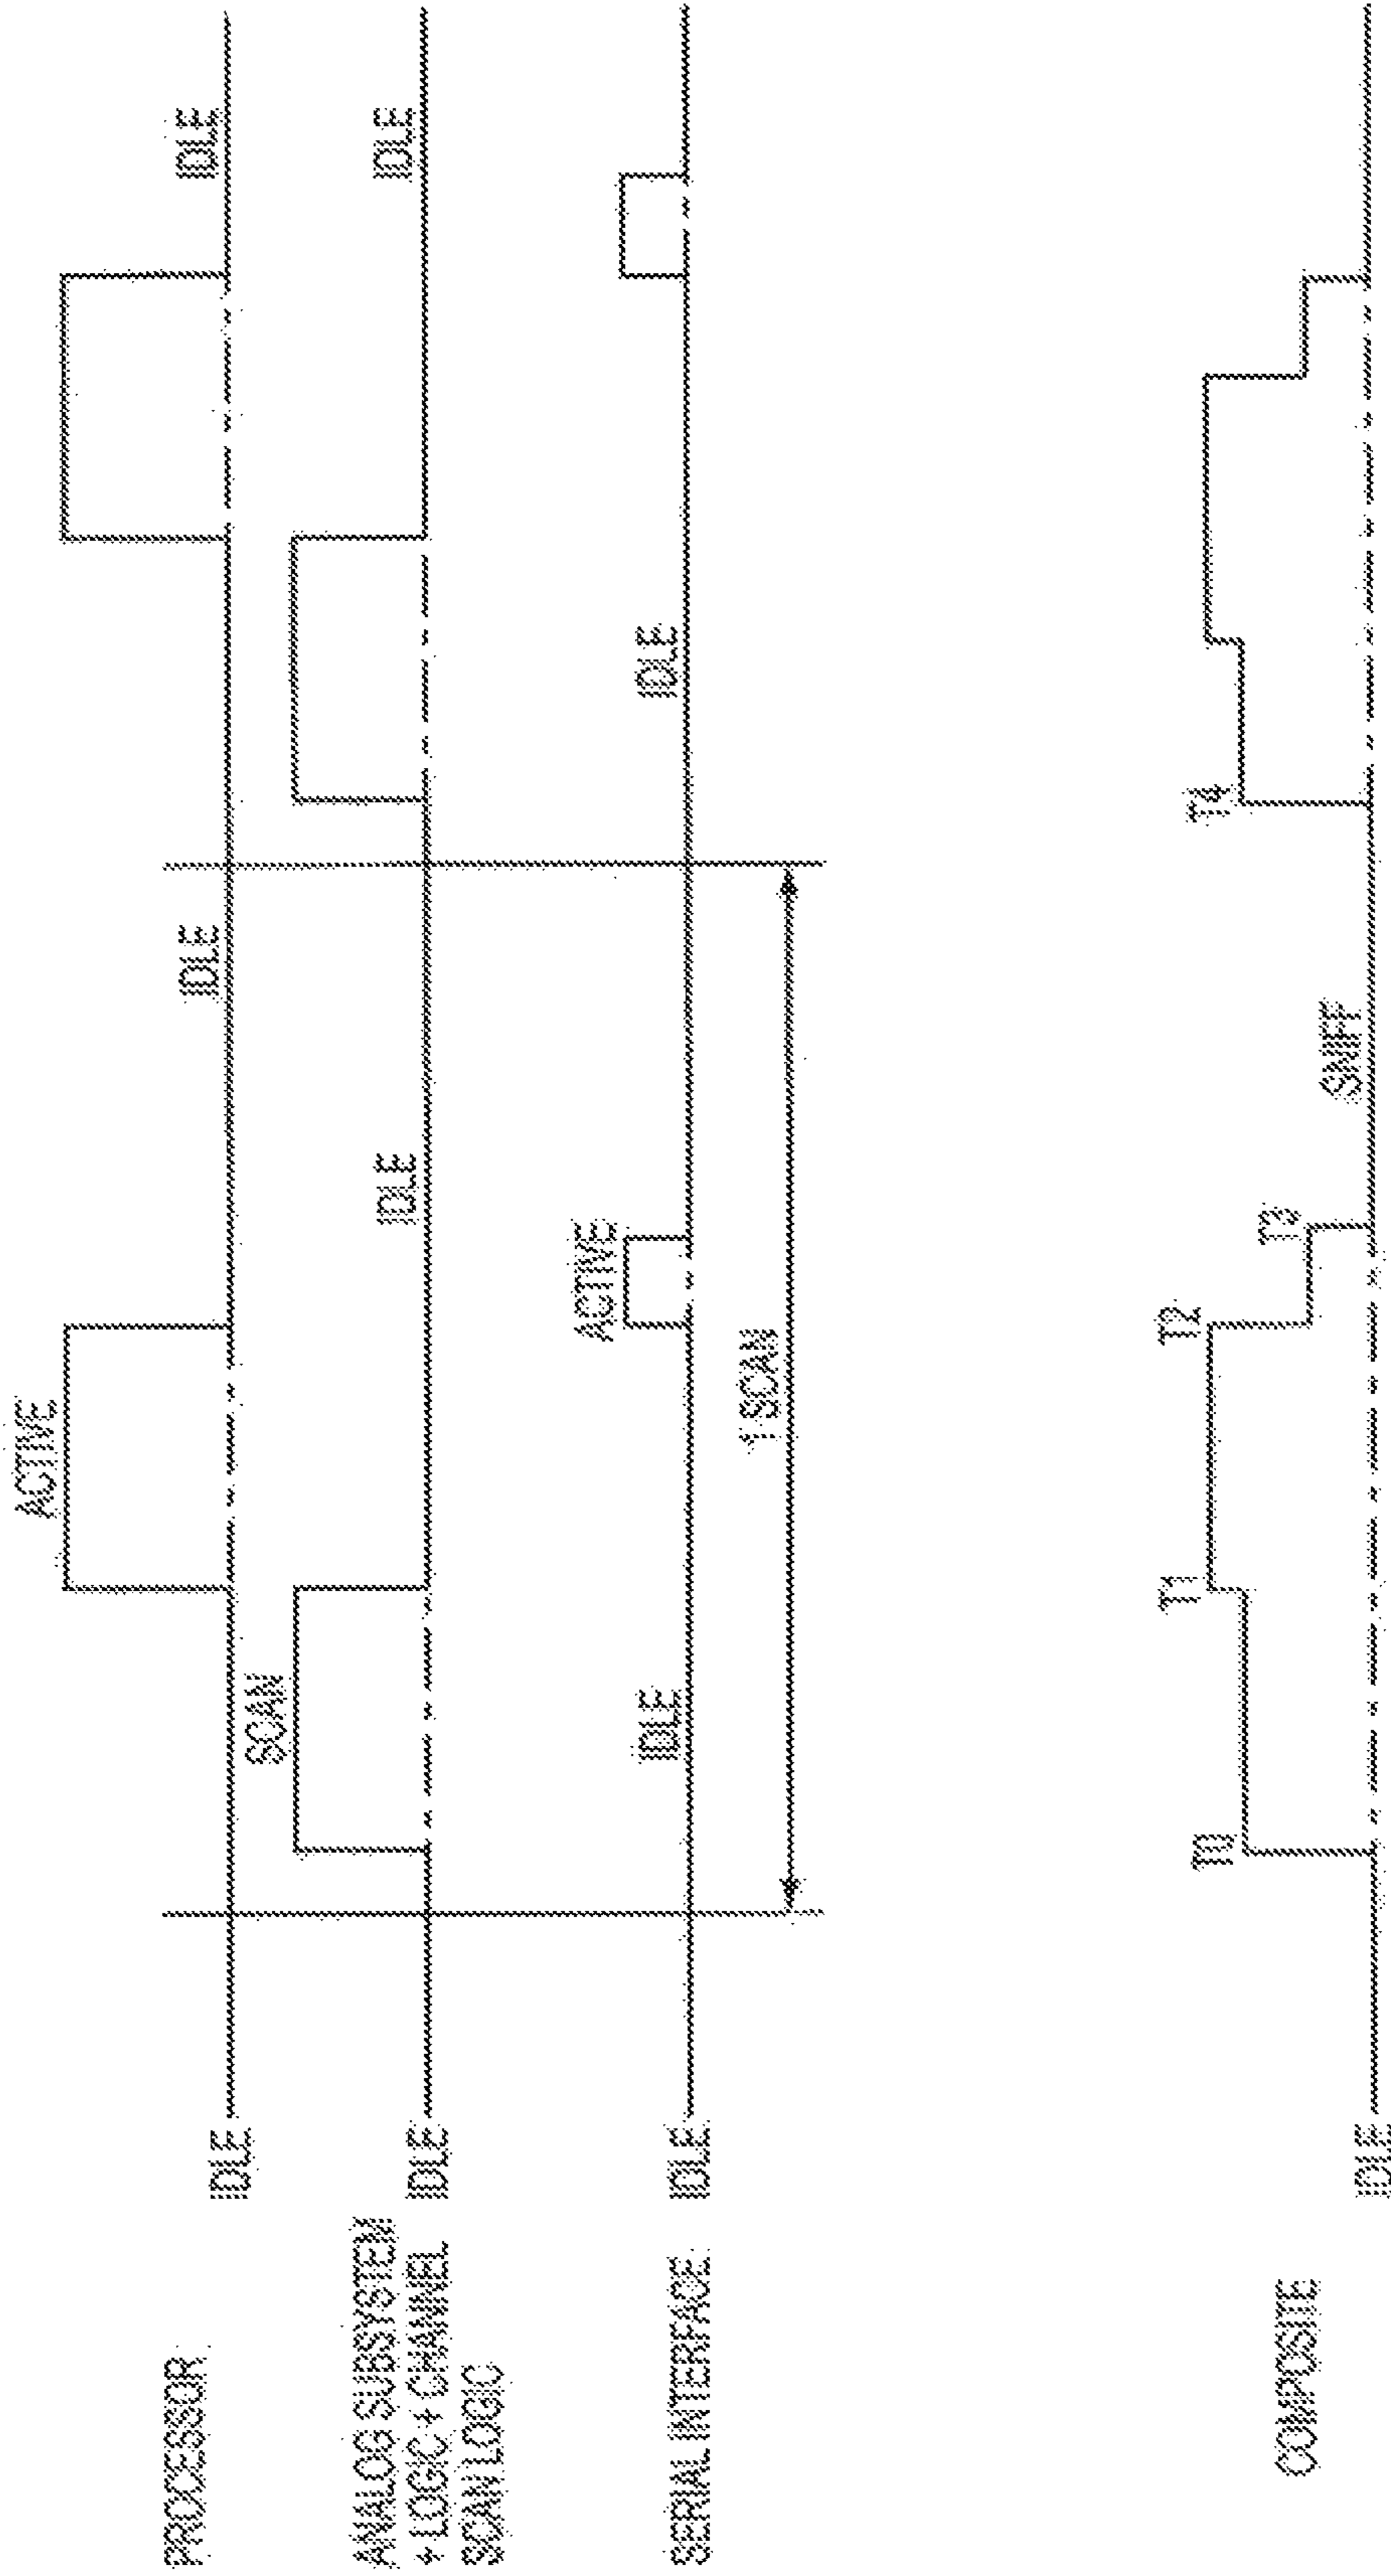 ACTIVE
PROCESSOR
IDLE
IDLE
IDLE
SCAN
ANALOG SUBSYSTEM
+ LOGIC + CHANNEL
SCAN LOGIC
IDLE
IDLE
IDLE
ACTIVE
SERIAL INTERFACE
IDLE
IDLE
IDLE
1 SCAN
T0
T1
T2
T3
T4
COMPOSITE
IDLE
SNIFF